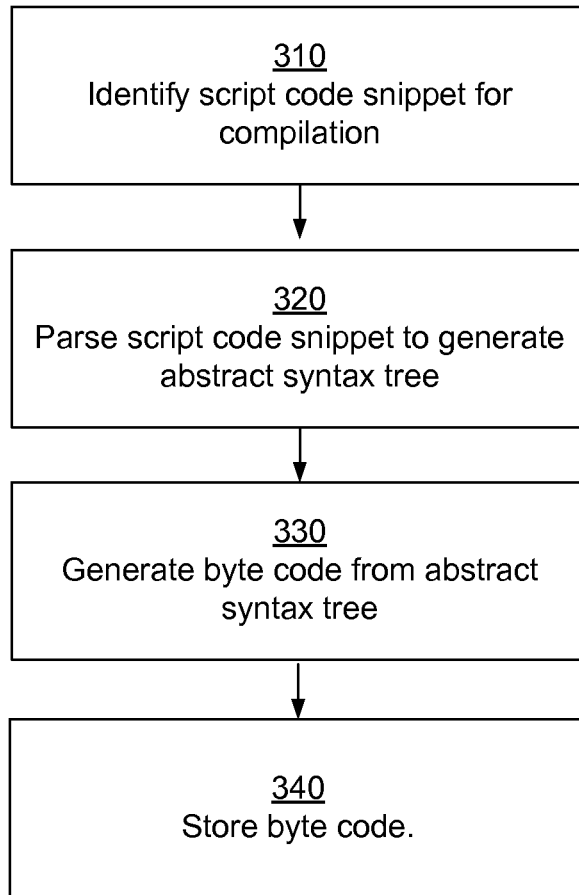 310
Identify script code snippet for
compilation
320
Parse script code snippet to generate
abstract syntax tree
330
Generate byte code from abstract
syntax tree
340
Store byte code.